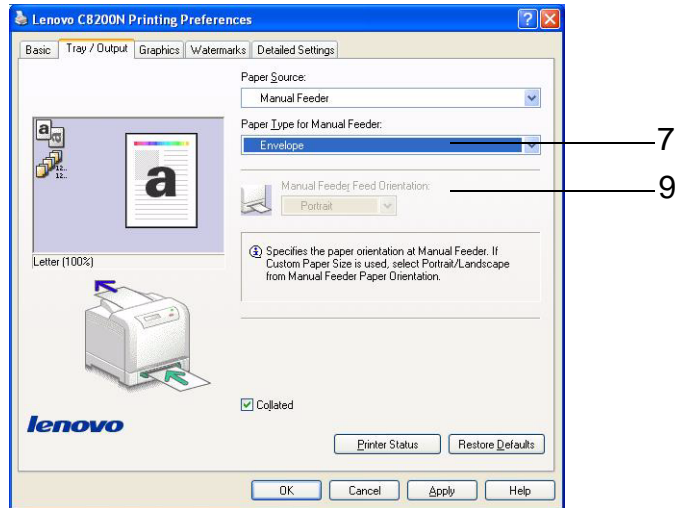 Lenovo C8200N Printing Preferences
Basic
Tray / Output
Graphics
Watermarks
Detailed Settings
Paper Source:
Manual Feeder
Paper Type for Manual Feeder:
Envelope
7
Manual Feeder Feed Orientation:
Portrait
9
a
a
12..
12..
a
Letter (100%)
Specifies the paper orientation at Manual Feeder. If
Custom Paper Size is used, select Portrait/Landscape
from Manual Feeder Paper Orientation.
Collated
lenovo
Printer Status
Restore Defaults
OK
Cancel
Apply
Help